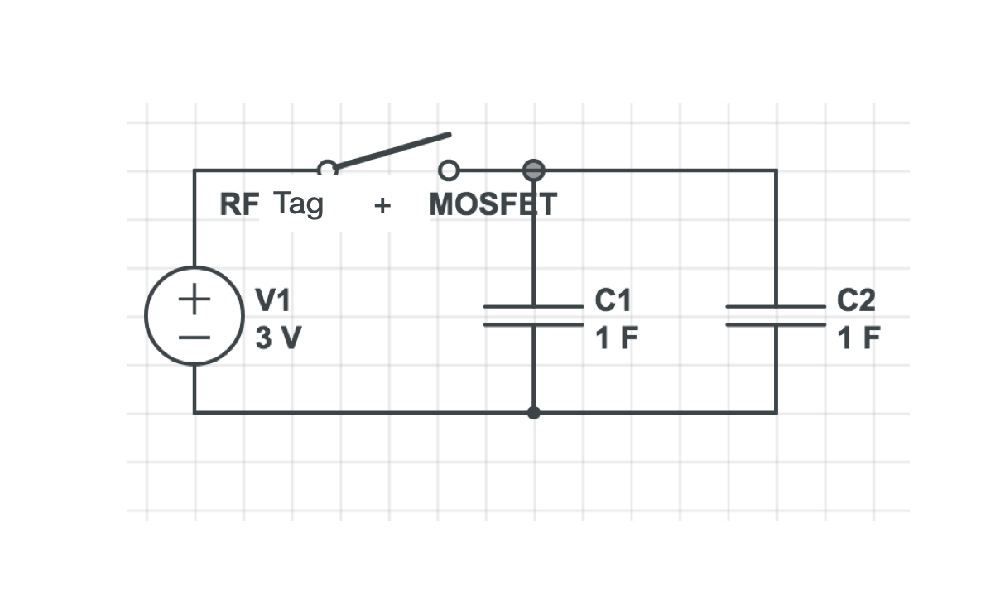 RF Tag + MOSFET
V1
3 V
C1
1 F
C2
1 F